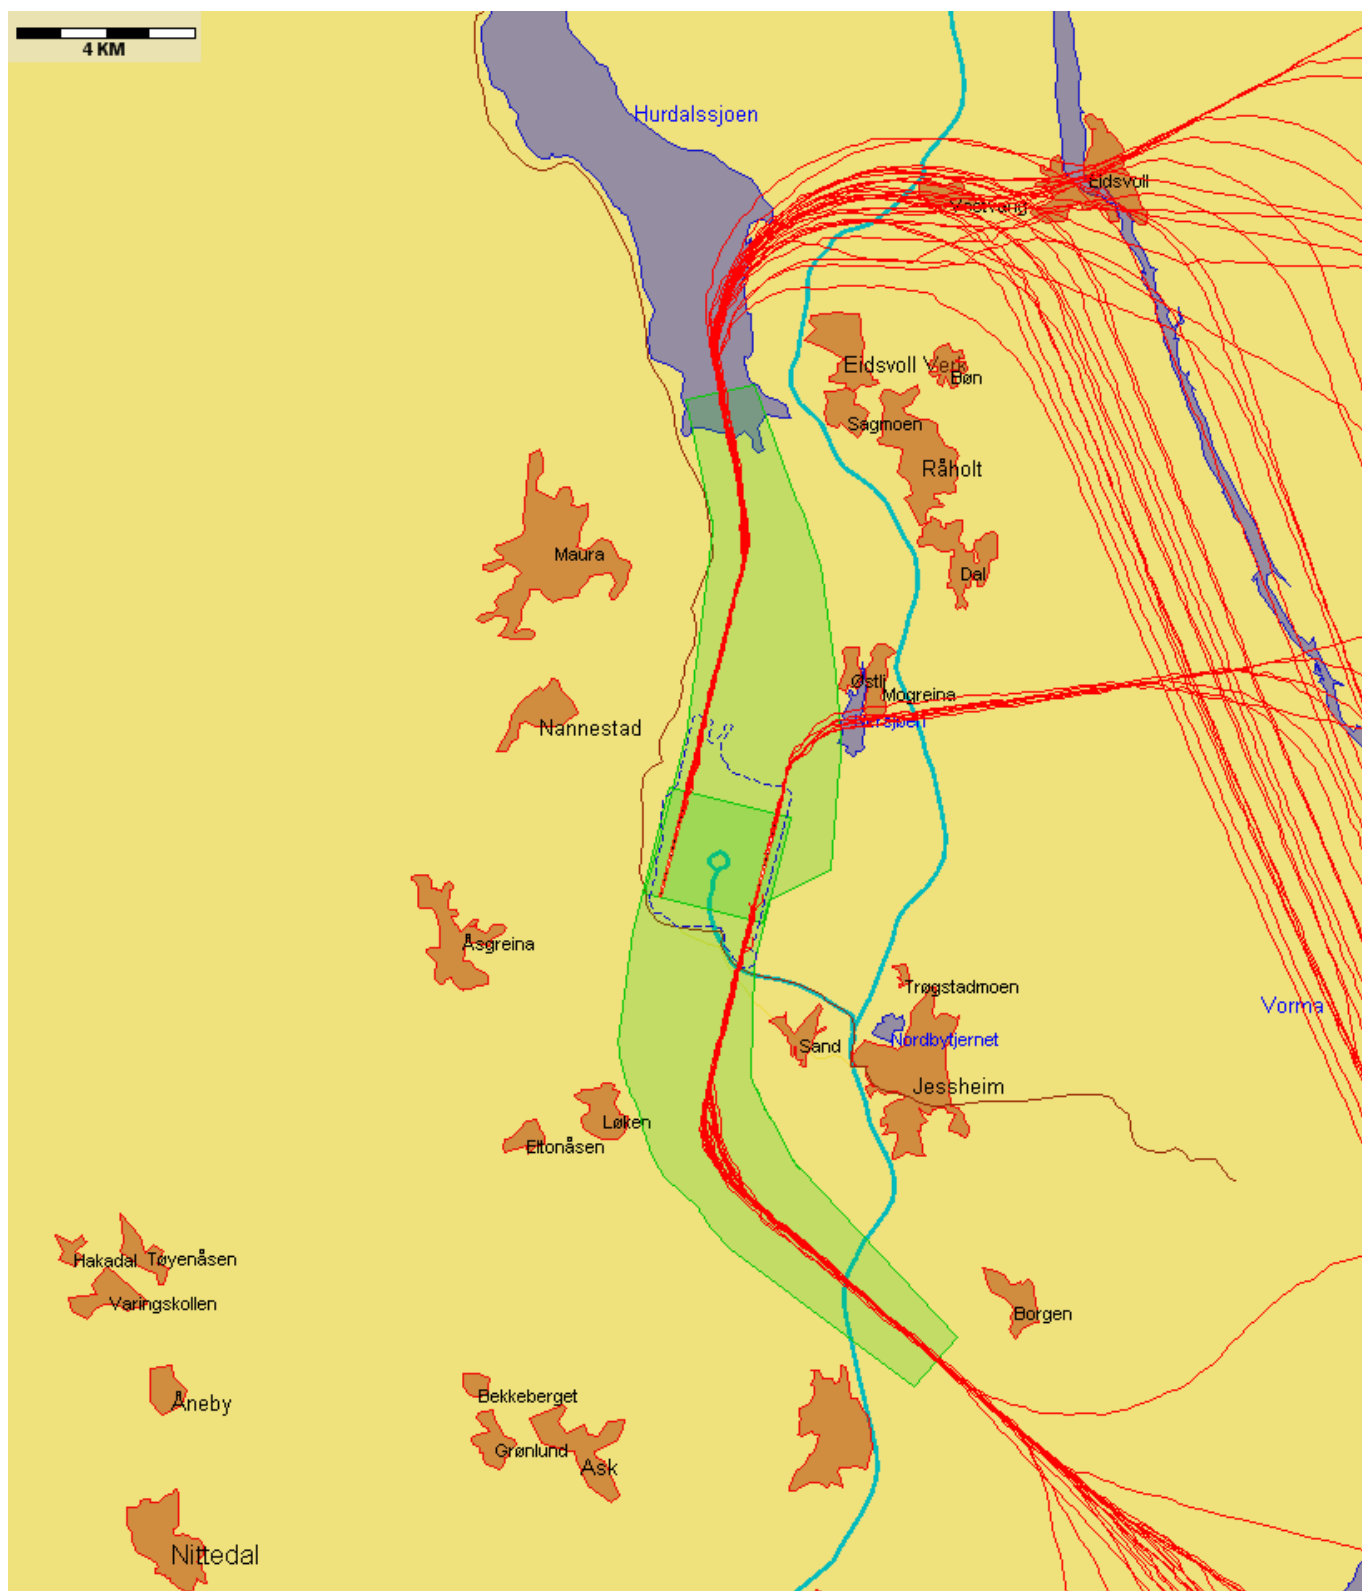 4 KM
Hurdalssjoen
Eidsvoll
Vestvang
Eidsvoll Verk
Bøn
Sagmoen
Råholt
Maura
Dal
Østli
Mogreina
Nannestad
Åsgreina
Trøgstadmoen
Vorma
Nordbytjernet
Sand
Jessheim
Løken
Eltonåsen
Hakadal
Tøyenåsen
Varingskollen
Borgen
Åneby
Bekkeberget
Grønlund
Ask
Nittedal